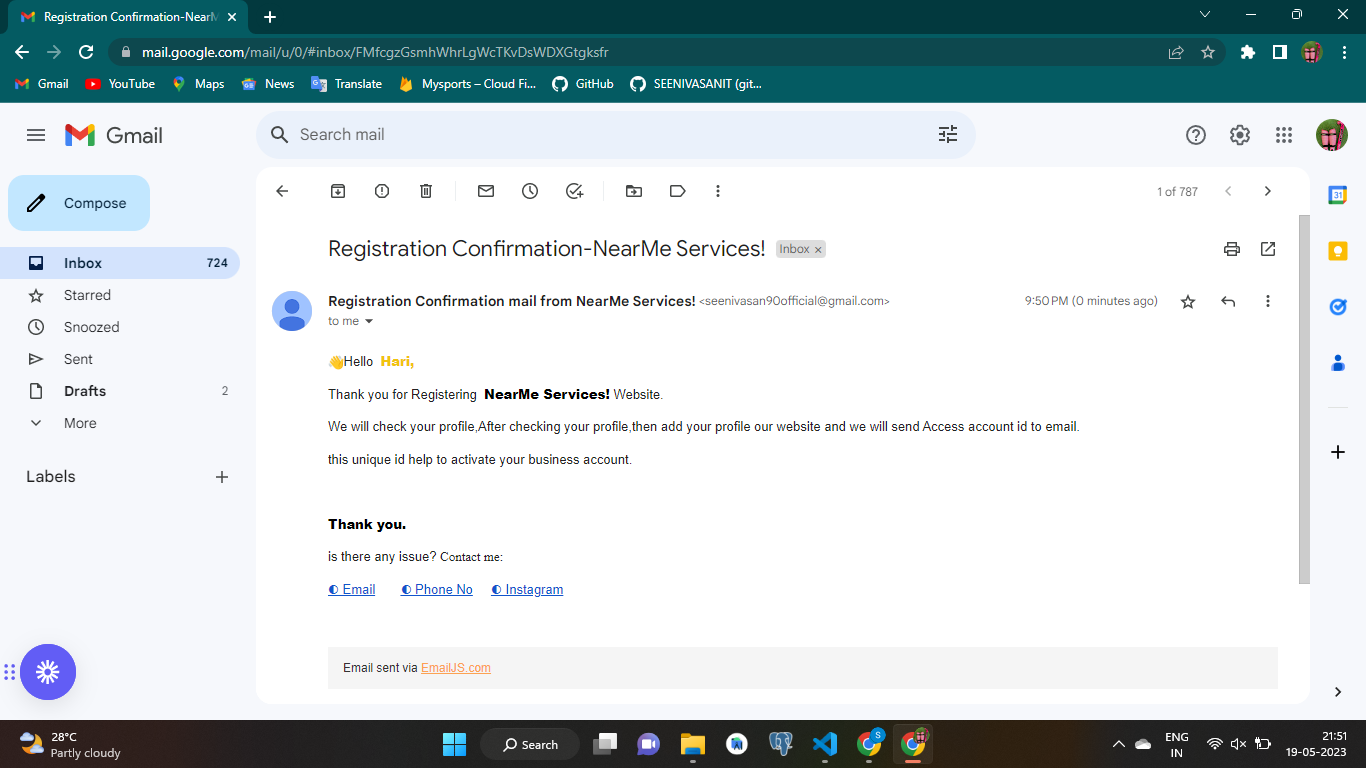 Registration Confirmation-NearM
mail.google.com/mail/u/0/#inbox/FMfcgzGsmhWhrLgWcTKvDsWDXGtgksfr
Gmail YouTube Maps News Translate Mysports – Cloud Fi... GitHub SEENIVASANIT (git...
Gmail
Search mail
Compose
1 of 787
31
Inbox 724
Starred
Snoozed
Sent
Drafts 2
More
Labels
Registration Confirmation-NearMe Services! Inbox ×
Registration Confirmation mail from NearMe Services! <seenivasan90official@gmail.com> 9:50 PM (0 minutes ago)
to me
👋Hello Hari,
Thank you for Registering NearMe Services! Website.
We will check your profile,After checking your profile,then add your profile our website and we will send Access account id to email.
this unique id help to activate your business account.
Thank you.
is there any issue? Contact me:
◐ Email ◐ Phone No ◐ Instagram
Email sent via EmailJS.com
28°C
Partly cloudy
Search
S
ENG
IN
21:51
19-05-2023